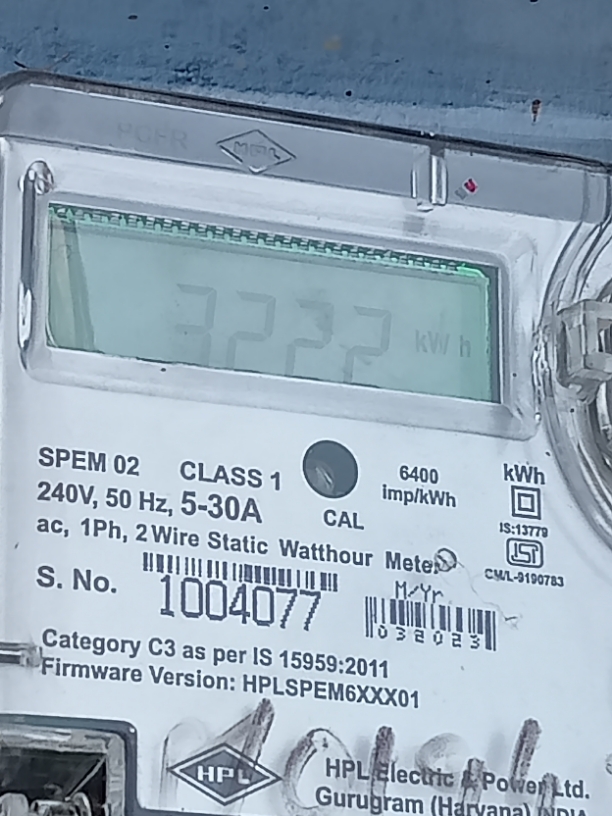 HPL
3222 kWh
SPEM 02 CLASS 1
6400 imp/kWh
kWh
240V, 50 Hz, 5-30A
CAL
IS:13779
ac, 1Ph, 2 Wire Static Watthour Meter
CM/L-9190783
S. No. 1004077
M/Yr
032023
Category C3 as per IS 15959:2011
Firmware Version: HPLSPEM6XXX01
HPL
HPL Electric & Power Ltd.
Gurugram (Haryana) INDIA